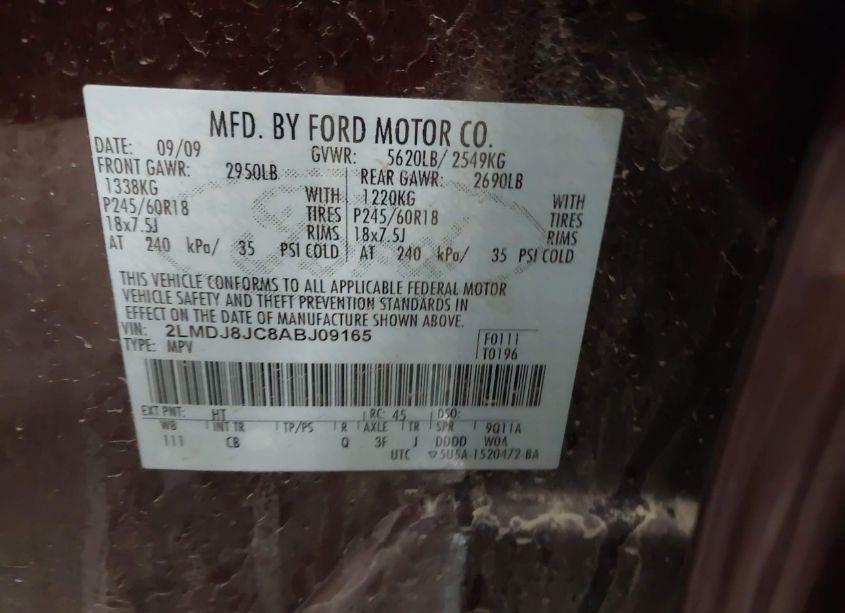 MFD. BY FORD MOTOR CO.
DATE: 09/09 GVWR: 5620LB/ 2549KG
FRONT GAWR: 2950LB REAR GAWR: 2690LB
1338KG WITH 1220KG WITH
P245/60R18 TIRES P245/60R18 TIRES
18x7.5J RIMS 18x7.5J RIMS
AT 240 kPa/ 35 PSI COLD AT 240 kPa/ 35 PSI COLD
THIS VEHICLE CONFORMS TO ALL APPLICABLE FEDERAL MOTOR
VEHICLE SAFETY AND THEFT PREVENTION STANDARDS IN
EFFECT ON THE DATE OF MANUFACTURE SHOWN ABOVE.
VIN: 2LMDJ8JC8ABJ09165 F0111
TYPE: MPV T0196
EXT PNT: HT RC: 45 DSO:
WB INT TR TP/PS R AXLE TR SPR 9Q11A
111 CB Q 3F J DDDD W0A
UTC ▽5U5A-1520472-BA